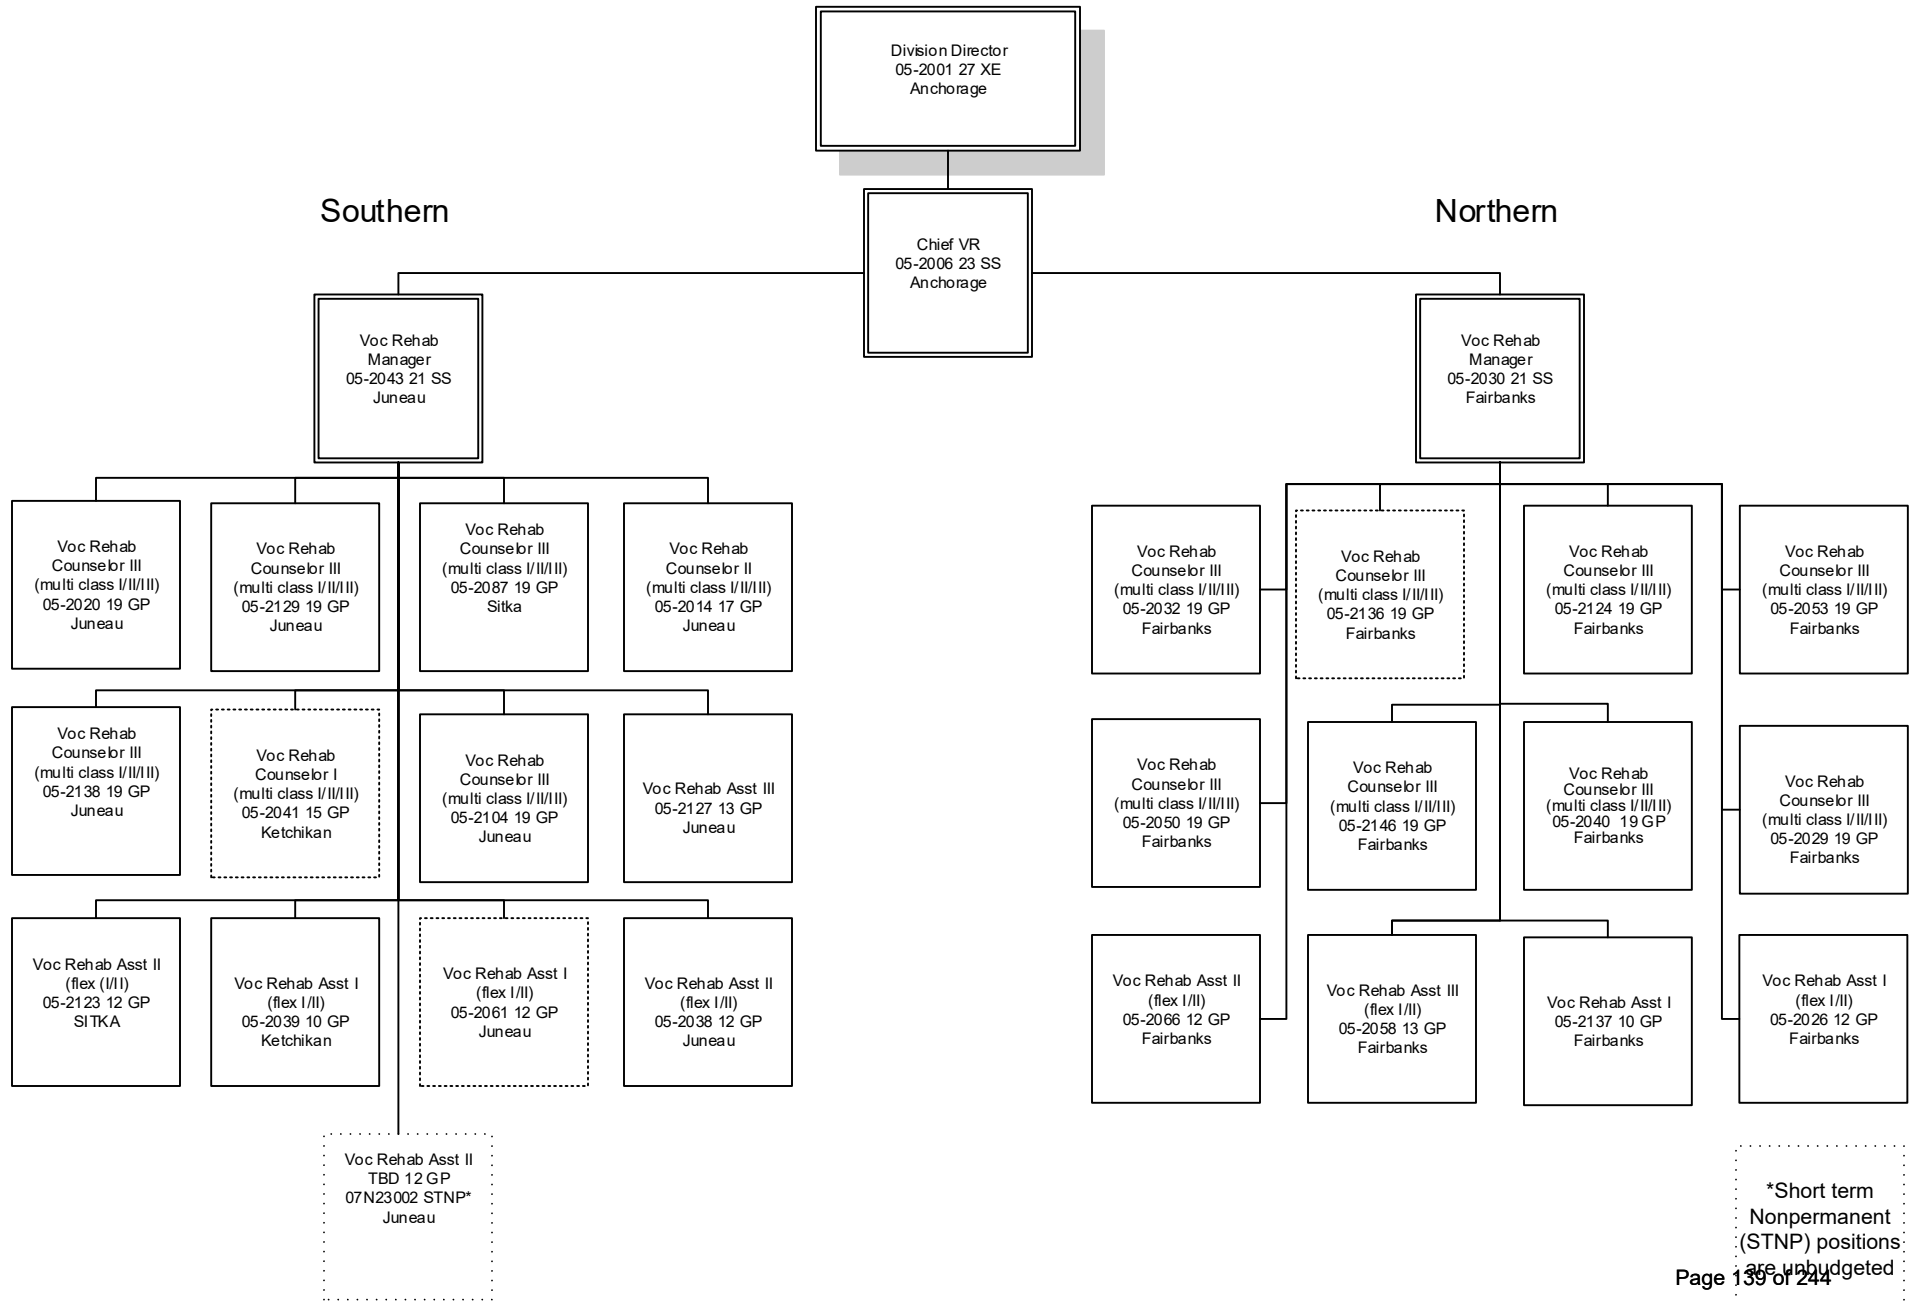 Division Director
05-2001 27 XE
Anchorage
Southern
Northern
Chief VR
05-2006 23 SS
Anchorage
Voc Rehab
Manager
05-2043 21 SS
Juneau
Voc Rehab
Manager
05-2030 21 SS
Fairbanks
Voc Rehab
Counselor III
(multi class I/II/III)
05-2020 19 GP
Juneau
Voc Rehab
Counselor III
(multi class I/II/III)
05-2129 19 GP
Juneau
Voc Rehab
Counselor III
(multi class I/II/III)
05-2087 19 GP
Sitka
Voc Rehab
Counselor II
(multi class I/II/III)
05-2014 17 GP
Juneau
Voc Rehab
Counselor III
(multi class I/II/III)
05-2032 19 GP
Fairbanks
Voc Rehab
Counselor III
(multi class I/II/III)
05-2136 19 GP
Fairbanks
Voc Rehab
Counselor III
(multi class I/II/III)
05-2124 19 GP
Fairbanks
Voc Rehab
Counselor III
(multi class I/II/III)
05-2053 19 GP
Fairbanks
Voc Rehab
Counselor III
(multi class I/II/III)
05-2138 19 GP
Juneau
Voc Rehab
Counselor I
(multi class I/II/III)
05-2041 15 GP
Ketchikan
Voc Rehab
Counselor III
(multi class I/II/III)
05-2104 19 GP
Juneau
Voc Rehab Asst III
05-2127 13 GP
Juneau
Voc Rehab
Counselor III
(multi class I/II/III)
05-2050 19 GP
Fairbanks
Voc Rehab
Counselor III
(multi class I/II/III)
05-2146 19 GP
Fairbanks
Voc Rehab
Counselor III
(multi class I/II/III)
05-2040 19 GP
Fairbanks
Voc Rehab
Counselor III
(multi class I/II/III)
05-2029 19 GP
Fairbanks
Voc Rehab Asst II
(flex (I/II)
05-2123 12 GP
SITKA
Voc Rehab Asst I
(flex I/II)
05-2039 10 GP
Ketchikan
Voc Rehab Asst I
(flex I/II)
05-2061 12 GP
Juneau
Voc Rehab Asst II
(flex I/II)
05-2038 12 GP
Juneau
Voc Rehab Asst II
(flex I/II)
05-2066 12 GP
Fairbanks
Voc Rehab Asst III
(flex I/II)
05-2058 13 GP
Fairbanks
Voc Rehab Asst I
05-2137 10 GP
Fairbanks
Voc Rehab Asst I
(flex I/II)
05-2026 12 GP
Fairbanks
Voc Rehab Asst II
TBD 12 GP
07N23002 STNP*
Juneau
*Short term
Nonpermanent
(STNP) positions
are unbudgeted
Page 139 of 244